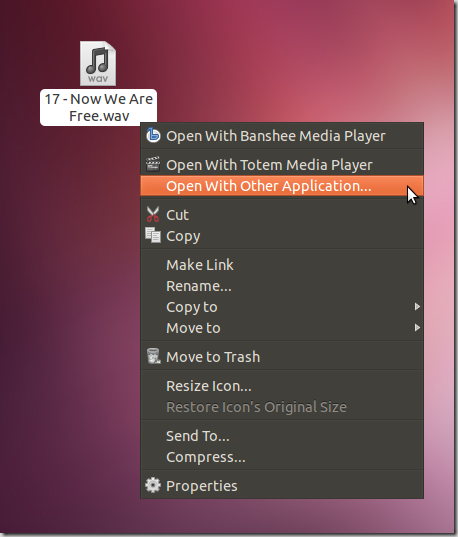 wav
17 - Now We Are
Free.wav
Open With Banshee Media Player
Open With Totem Media Player
Open With Other Application...
Cut
Copy
Make Link
Rename...
Copy to
Move to
Move to Trash
Resize Icon...
Restore Icon's Original Size
Send To...
Compress...
Properties